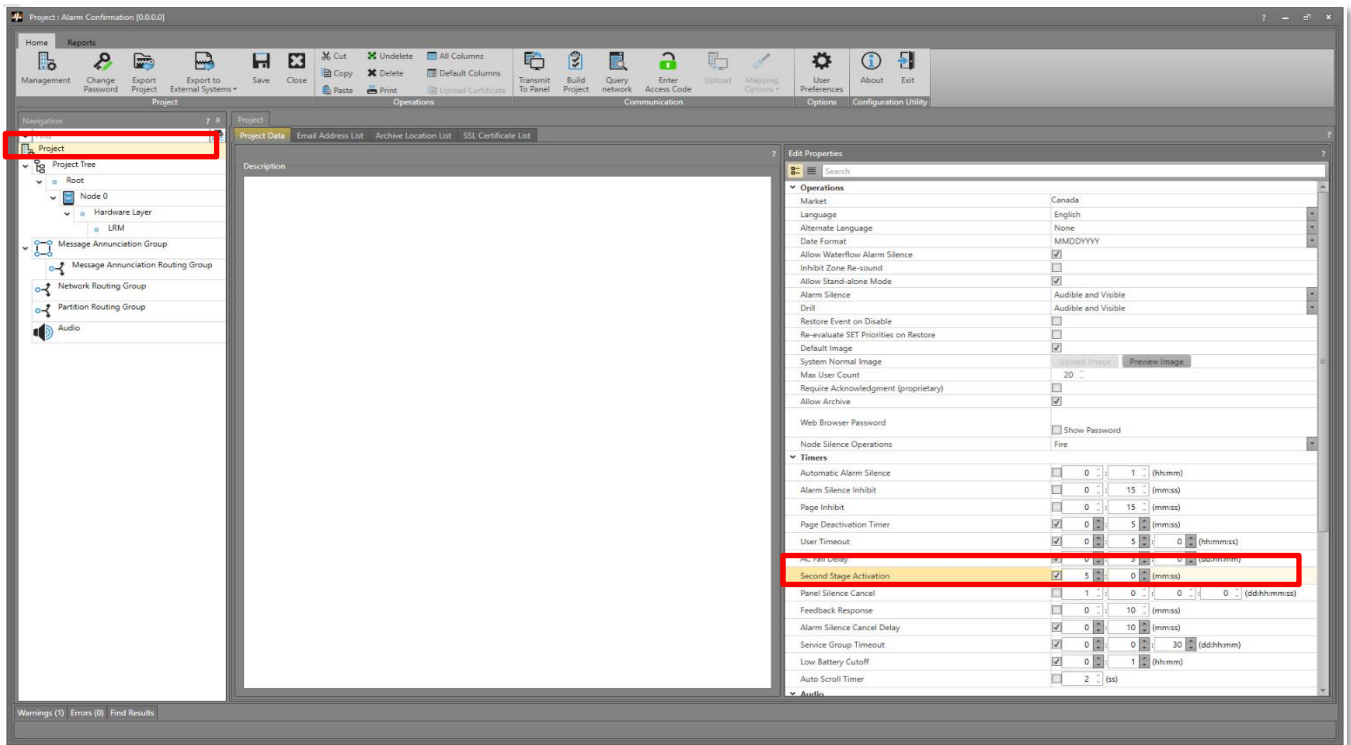 Project : Alarm Confirmation [0.0.0.0]
Home Reports
Management Change Password Export Project Export to External Systems Save Close Cut Copy Paste Undelete Delete Print All Columns Default Columns Upload Certificate Transmit To Panel Build Project Query network Enter Access Code Upload Mapping Options User Preferences About Exit
Project Operations Communication Options Configuration Utility
Navigation
Project
Project Tree
Root
Node 0
Hardware Layer
LRM
Message Annunciation Group
Message Annunciation Routing Group
Network Routing Group
Partition Routing Group
Audio
Project
Project Data Email Address List Archive Location List SSL Certificate List
Description
Edit Properties
Search
Operations
Market Canada
Language English
Alternate Language None
Date Format MMDDYYYY
Allow Waterflow Alarm Silence
Inhibit Zone Re-sound
Allow Stand-alone Mode
Alarm Silence Audible and Visible
Drill Audible and Visible
Restore Event on Disable
Re-evaluate SET Priorities on Restore
Default Image
System Normal Image Upload Image Preview Image
Max User Count 20
Require Acknowledgment (proprietary)
Allow Archive
Web Browser Password
Show Password
Node Silence Operations Fire
Timers
Automatic Alarm Silence 0 : 1 (hh:mm)
Alarm Silence Inhibit 0 : 15 (mm:ss)
Page Inhibit 0 : 15 (mm:ss)
Page Deactivation Timer 0 : 5 (mm:ss)
User Timeout 0 : 5 : 0 (hh:mm:ss)
AC Fail Delay 0 : 3 : 0 (dd:hh:mm)
Second Stage Activation 5 : 0 (mm:ss)
Panel Silence Cancel 1 : 0 : 0 : 0 (dd:hh:mm:ss)
Feedback Response 0 : 10 (mm:ss)
Alarm Silence Cancel Delay 0 : 10 (mm:ss)
Service Group Timeout 0 : 0 : 30 (dd:hh:mm)
Low Battery Cutoff 0 : 1 (hh:mm)
Auto Scroll Timer 2 (ss)
Audio
Warnings (1) Errors (0) Find Results